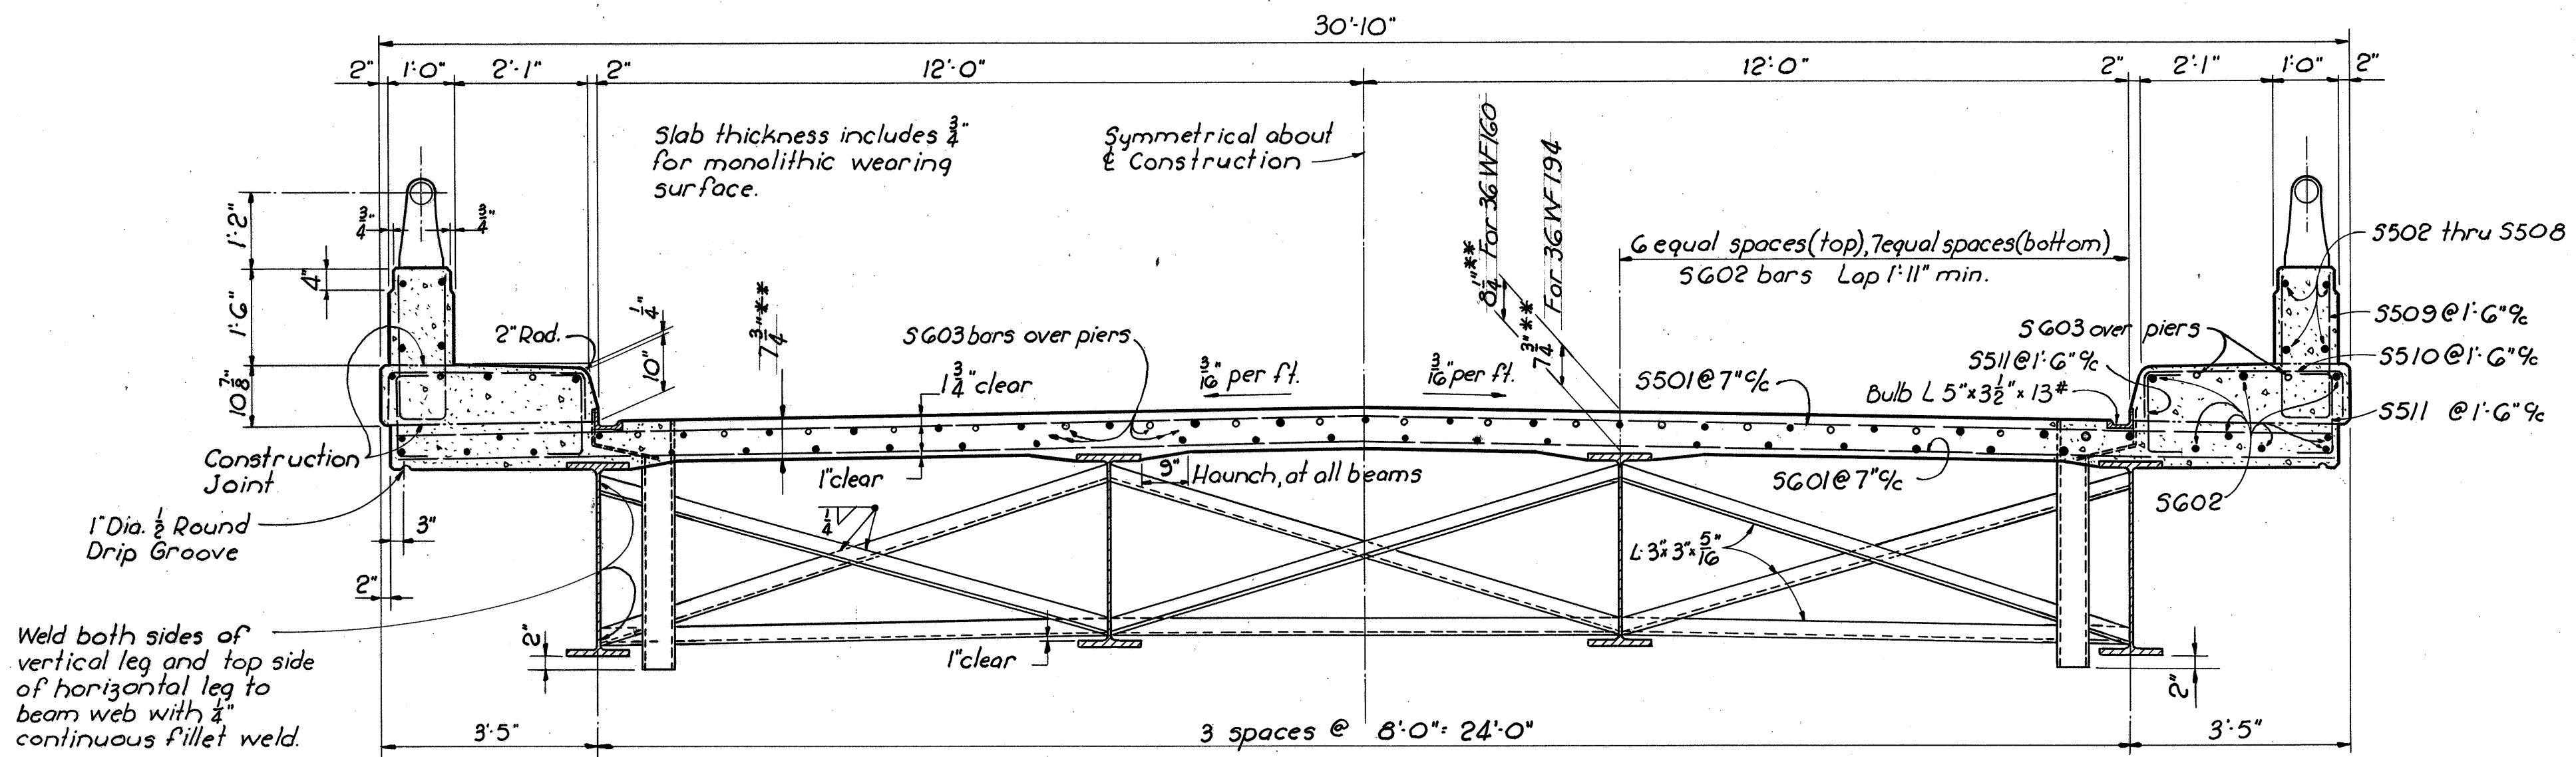 30'-10"
2" 1'-0" 2'-1" 2" 12'-0" 12'-0" 2" 2'-1" 1'-0" 2"
Slab thickness includes 3/4"
for monolithic wearing
surface.
Symmetrical about
℄ Construction
8 1/4"** For 36WF160
7 3/4"** For 36WF194
6 equal spaces (top), 7 equal spaces (bottom)
S602 bars Lap 1'-11" min.
S502 thru S508
S509 @ 1'-6" c/c
S510 @ 1'-6" c/c
S511 @ 1'-6" c/c
S603 over piers
S511 @ 1'-6" c/c
Bulb L 5" x 3 1/2" x 13#
1'-2"
3/4"
3/4"
4"
1'-6"
10 7/8"
1/4"
10"
2" Rad.
7 3/4"**
S603 bars over piers
1 3/4" clear
3/16" per ft.
3/16" per ft.
S501 @ 7" c/c
1" clear
9"
Haunch, at all beams
S601 @ 7" c/c
S602
Construction
Joint
1" Dia. 1/2 Round
Drip Groove
3"
2"
1/4
L 3" x 3" x 5/16"
Weld both sides of
vertical leg and top side
of horizontal leg to
beam web with 1/4"
continuous fillet weld.
2"
1" clear
2"
3'-5"
3 spaces @ 8'-0" = 24'-0"
3'-5"